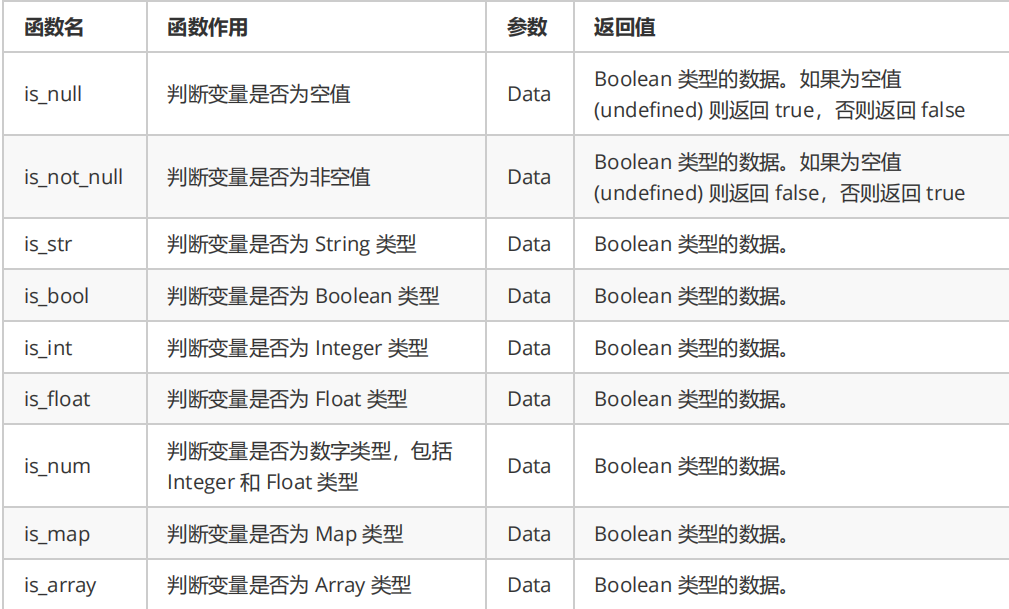 函数名 函数作用 参数 返回值
is_null 判断变量是否为空值 Data Boolean 类型的数据。如果为空值
(undefined) 则返回 true，否则返回 false
is_not_null 判断变量是否为非空值 Data Boolean 类型的数据。如果为空值
(undefined) 则返回 false，否则返回 true
is_str 判断变量是否为 String 类型 Data Boolean 类型的数据。
is_bool 判断变量是否为 Boolean 类型 Data Boolean 类型的数据。
is_int 判断变量是否为 Integer 类型 Data Boolean 类型的数据。
is_float 判断变量是否为 Float 类型 Data Boolean 类型的数据。
is_num 判断变量是否为数字类型，包括
Integer 和 Float 类型 Data Boolean 类型的数据。
is_map 判断变量是否为 Map 类型 Data Boolean 类型的数据。
is_array 判断变量是否为 Array 类型 Data Boolean 类型的数据。